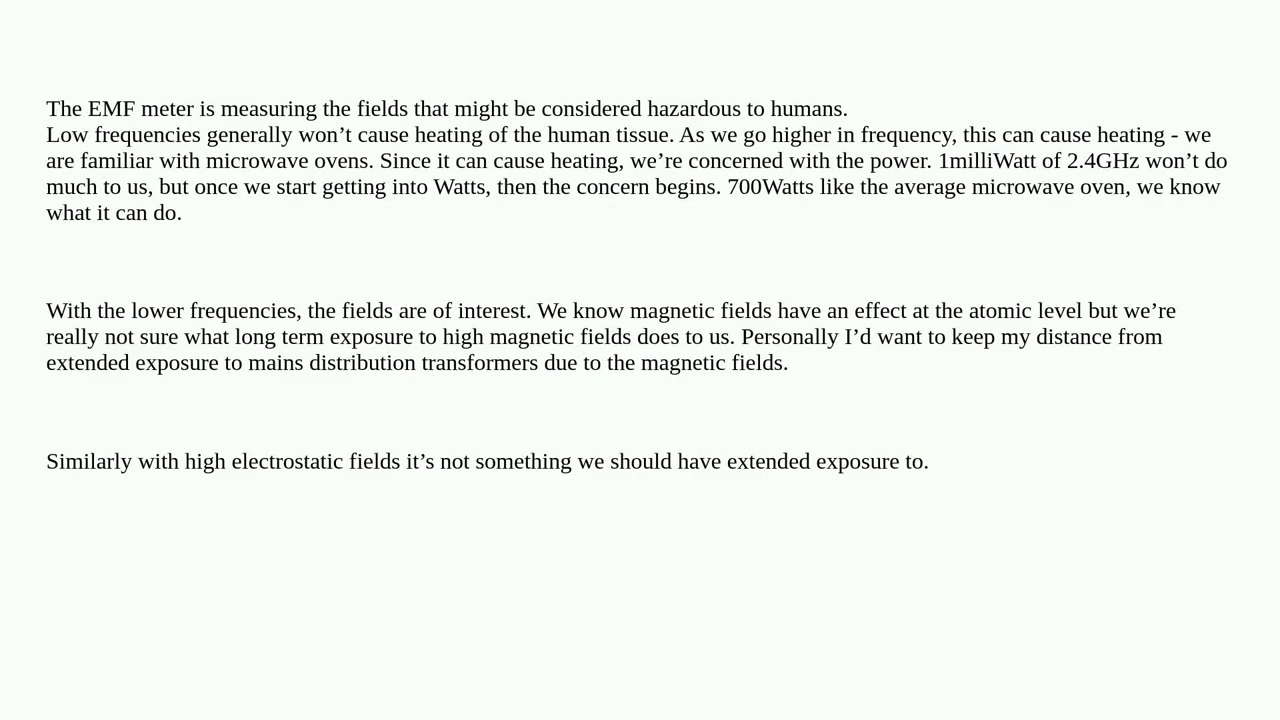 The EMF meter is measuring the fields that might be considered hazardous to humans.
Low frequencies generally won’t cause heating of the human tissue. As we go higher in frequency, this can cause heating - we
are familiar with microwave ovens. Since it can cause heating, we’re concerned with the power. 1milliWatt of 2.4GHz won’t do
much to us, but once we start getting into Watts, then the concern begins. 700Watts like the average microwave oven, we know
what it can do.
With the lower frequencies, the fields are of interest. We know magnetic fields have an effect at the atomic level but we’re
really not sure what long term exposure to high magnetic fields does to us. Personally I’d want to keep my distance from
extended exposure to mains distribution transformers due to the magnetic fields.
Similarly with high electrostatic fields it’s not something we should have extended exposure to.